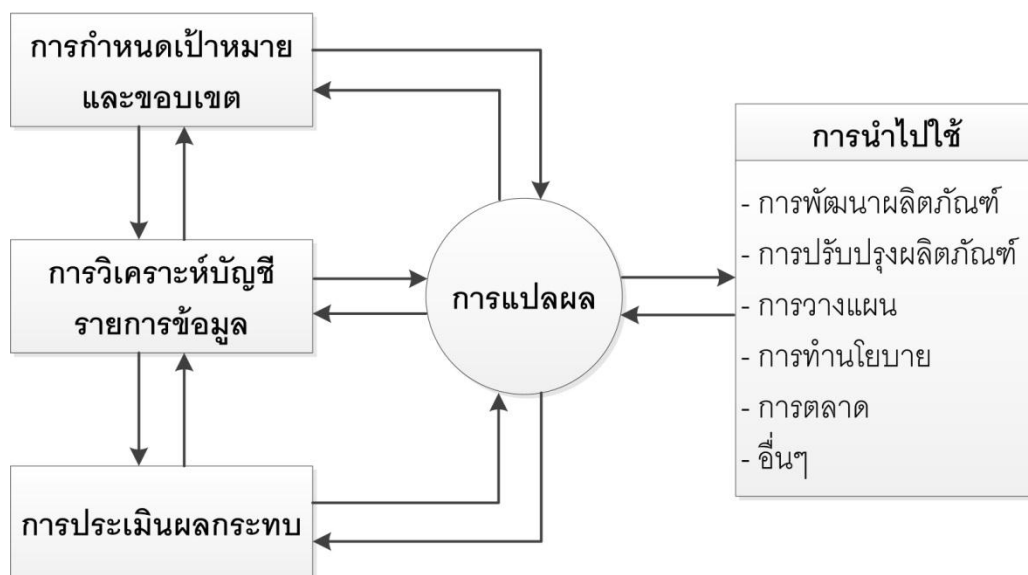 การกำหนดเป้าหมาย
และขอบเขต
การวิเคราะห์บัญชี
รายการข้อมูล
การประเมินผลกระทบ
การแปลผล
การนำไปใช้
- การพัฒนาผลิตภัณฑ์
- การปรับปรุงผลิตภัณฑ์
- การวางแผน
- การทำนโยบาย
- การตลาด
- อื่นๆ